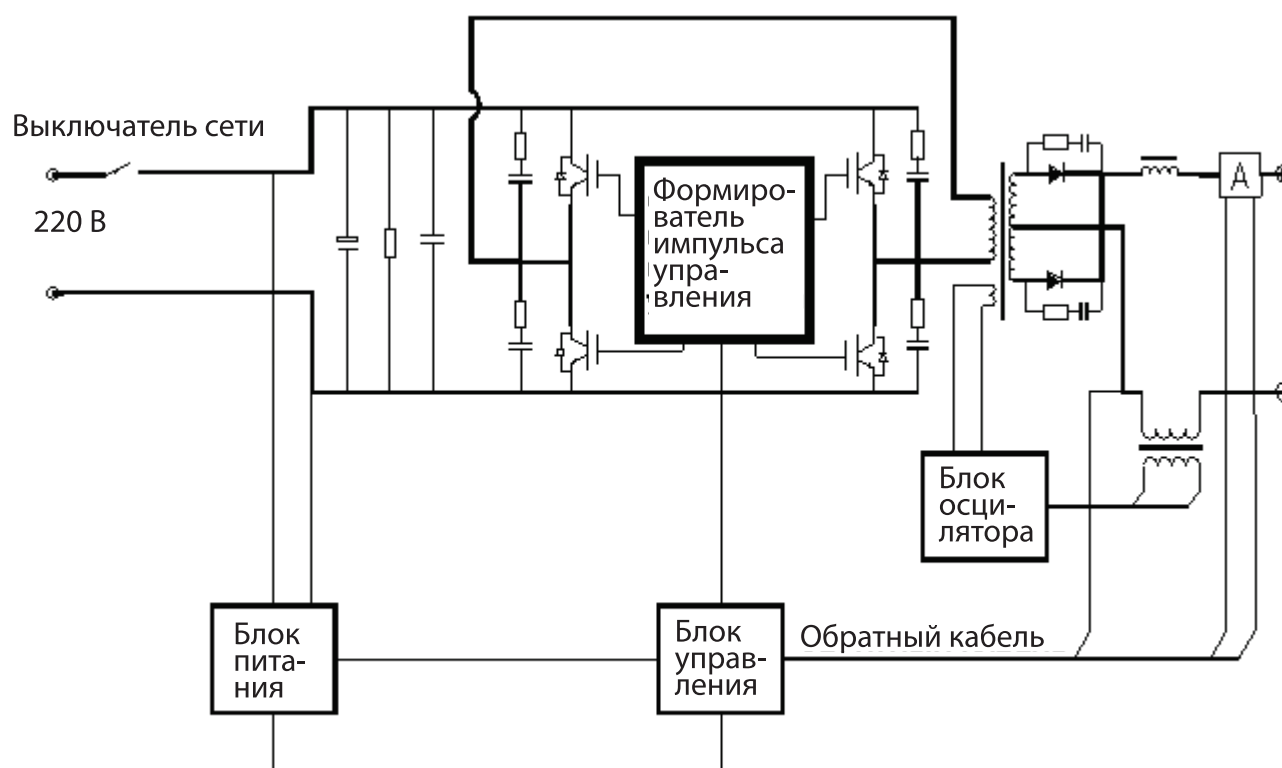 Выключатель сети
220 В
Формиро-
ватель
импульса
упра-
вления
A
Блок
осци-
лятора
Блок
пита-
ния
Блок
управ-
ления
Обратный кабель